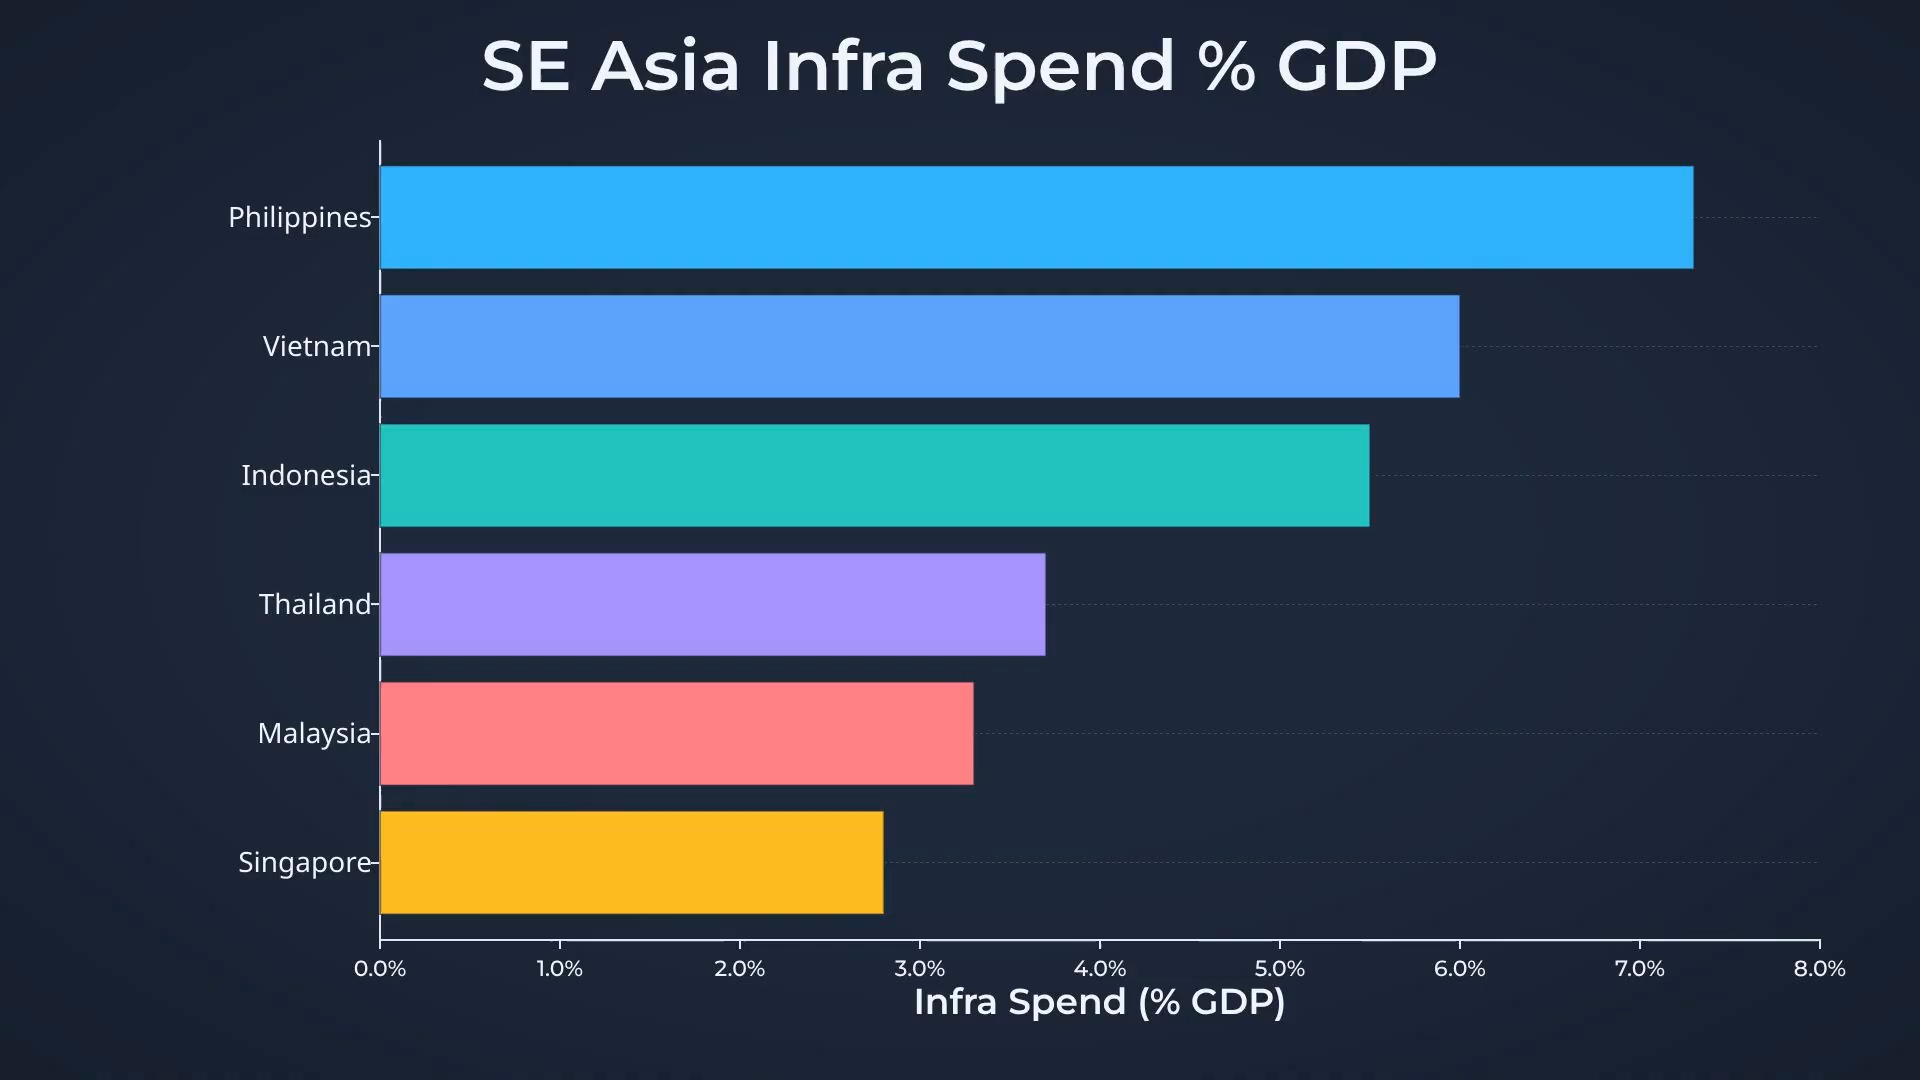 SE Asia Infra Spend % GDP
Philippines
Vietnam
Indonesia
Thailand
Malaysia
Singapore
0.0% 1.0% 2.0% 3.0% 4.0% 5.0% 6.0% 7.0% 8.0%
Infra Spend (% GDP)